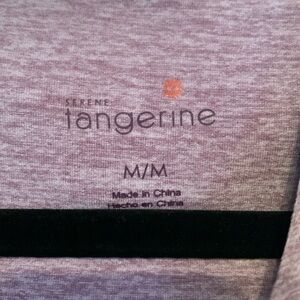 SERENE
tangerine
M/M
Made in China
Hecho en China